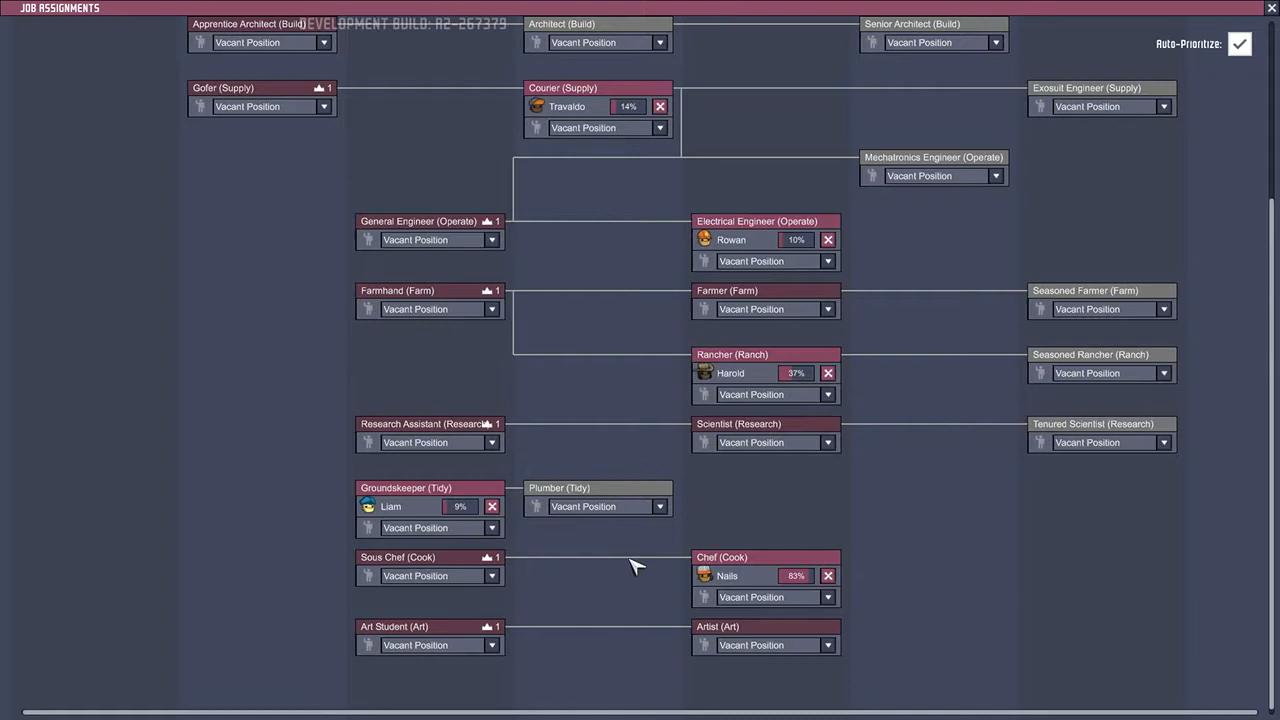 JOB ASSIGNMENTS
DEVELOPMENT BUILD: R2-267379
Auto-Prioritize:
Apprentice Architect (Build)
Vacant Position
Architect (Build)
Vacant Position
Senior Architect (Build)
Vacant Position
Gofer (Supply) 1
Vacant Position
Courier (Supply)
Travaldo 14%
Vacant Position
Exosuit Engineer (Supply)
Vacant Position
Mechatronics Engineer (Operate)
Vacant Position
General Engineer (Operate) 1
Vacant Position
Electrical Engineer (Operate)
Rowan 10%
Vacant Position
Farmhand (Farm) 1
Vacant Position
Farmer (Farm)
Vacant Position
Seasoned Farmer (Farm)
Vacant Position
Rancher (Ranch)
Harold 37%
Vacant Position
Seasoned Rancher (Ranch)
Vacant Position
Research Assistant (Research) 1
Vacant Position
Scientist (Research)
Vacant Position
Tenured Scientist (Research)
Vacant Position
Groundskeeper (Tidy)
Liam 9%
Vacant Position
Plumber (Tidy)
Vacant Position
Sous Chef (Cook) 1
Vacant Position
Chef (Cook)
Nails 83%
Vacant Position
Art Student (Art) 1
Vacant Position
Artist (Art)
Vacant Position